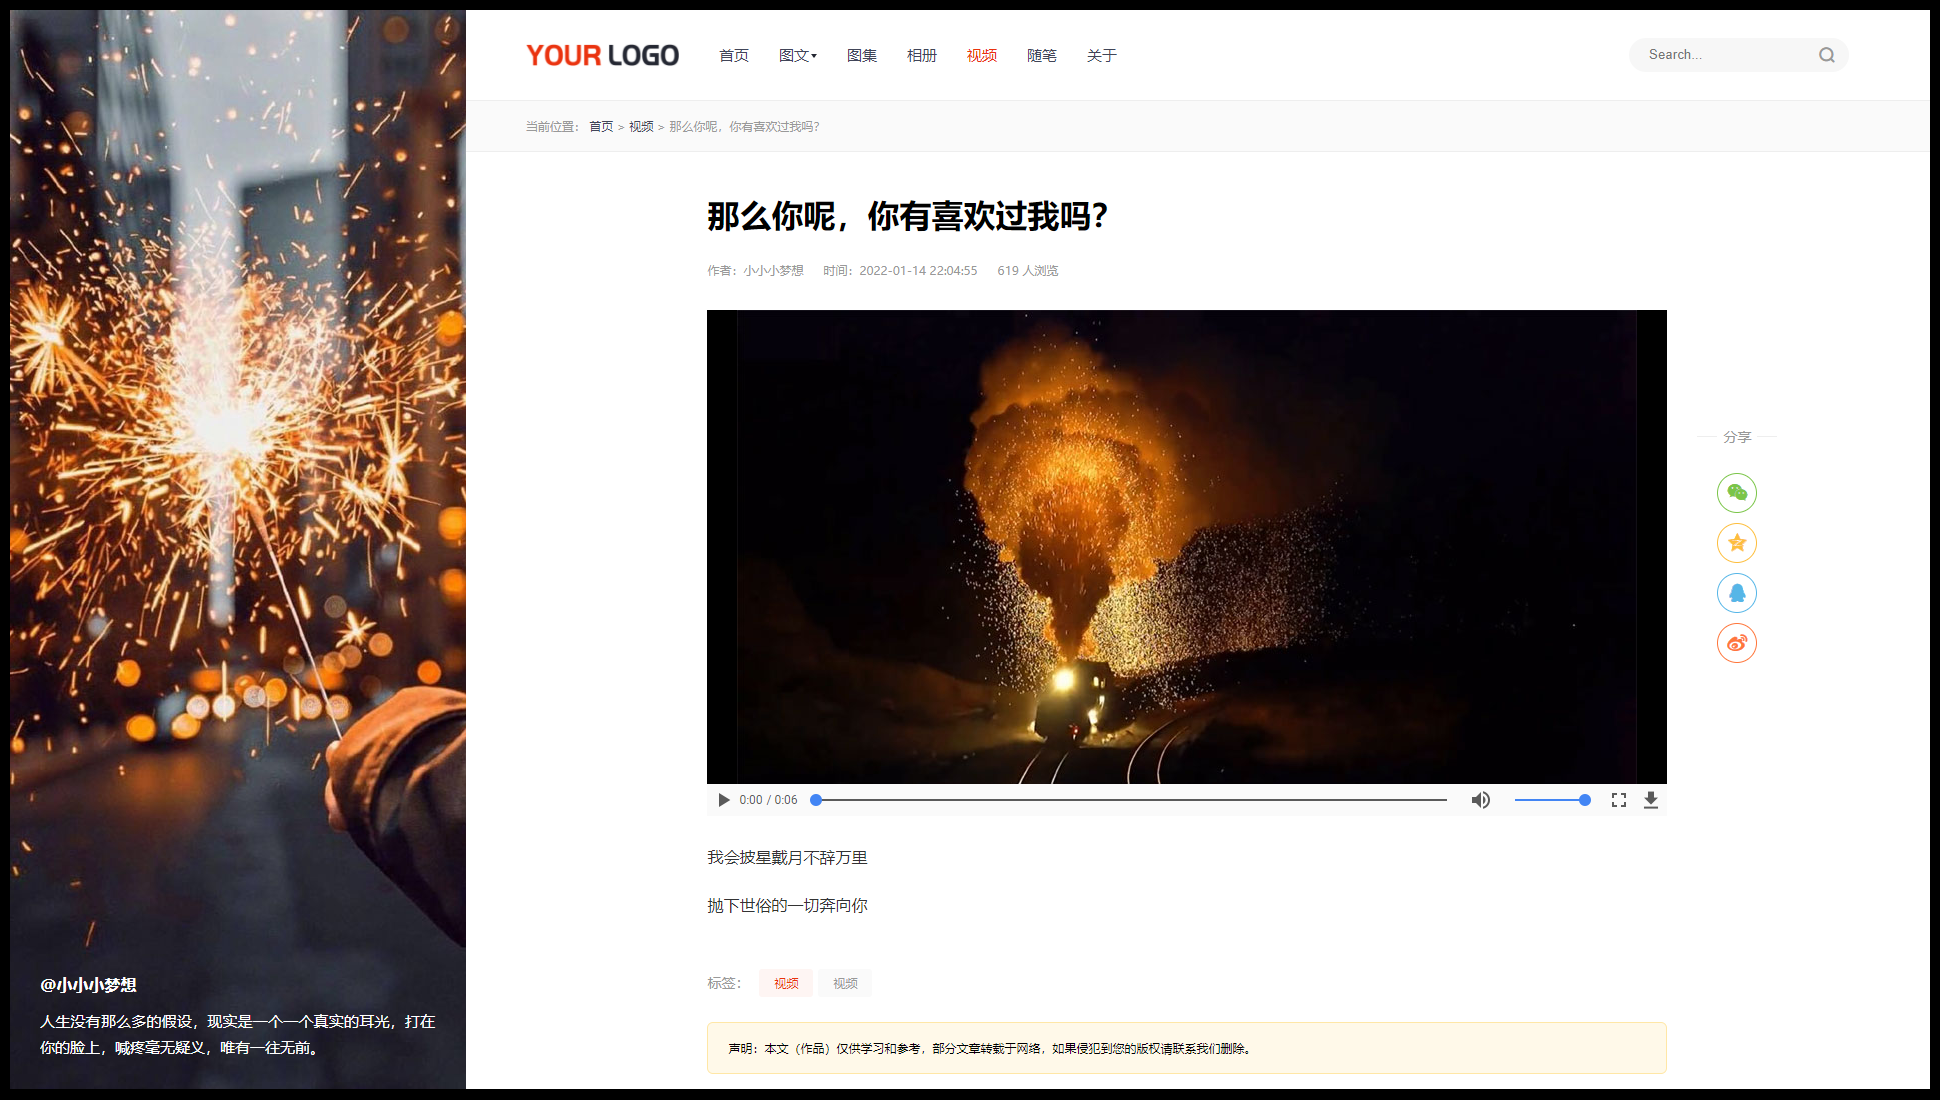 YOUR LOGO
首页 图文 图集 相册 视频 随笔 关于
Search...
当前位置： 首页 > 视频 > 那么你呢，你有喜欢过我吗？
那么你呢，你有喜欢过我吗？
作者：小小小梦想 时间：2022-01-14 22:04:55 619 人浏览
分享
0:00 / 0:06
我会披星戴月不辞万里
抛下世俗的一切奔向你
标签： 视频 视频
声明：本文（作品）仅供学习和参考，部分文章转载于网络，如果侵犯到您的版权请联系我们删除。
@小小小梦想
人生没有那么多的假设，现实是一个一个真实的耳光，打在
你的脸上，喊疼毫无疑义，唯有一往无前。